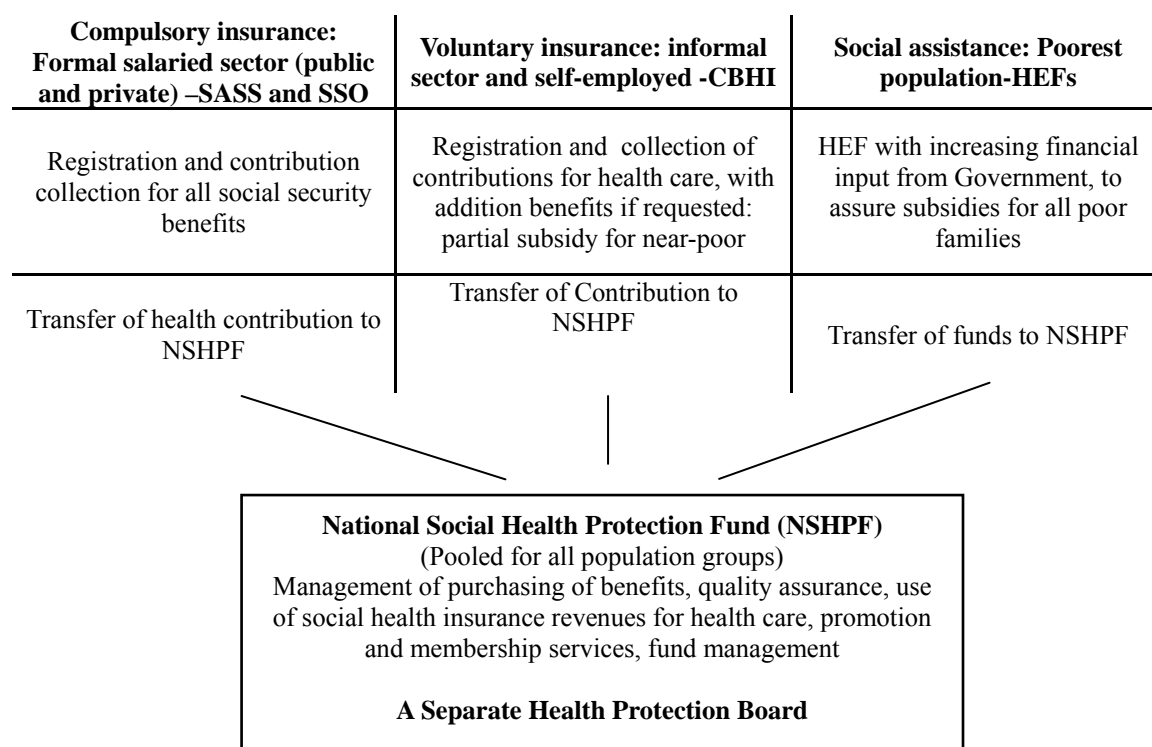 Compulsory insurance:
Formal salaried sector (public
and private) –SASS and SSO
Voluntary insurance: informal
sector and self-employed -CBHI
Social assistance: Poorest
population-HEFs
Registration and contribution
collection for all social security
benefits
Registration and collection of
contributions for health care, with
addition benefits if requested:
partial subsidy for near-poor
HEF with increasing financial
input from Government, to
assure subsidies for all poor
families
Transfer of health contribution to
NSHPF
Transfer of Contribution to
NSHPF
Transfer of funds to NSHPF
National Social Health Protection Fund (NSHPF)
(Pooled for all population groups)
Management of purchasing of benefits, quality assurance, use
of social health insurance revenues for health care, promotion
and membership services, fund management
A Separate Health Protection Board